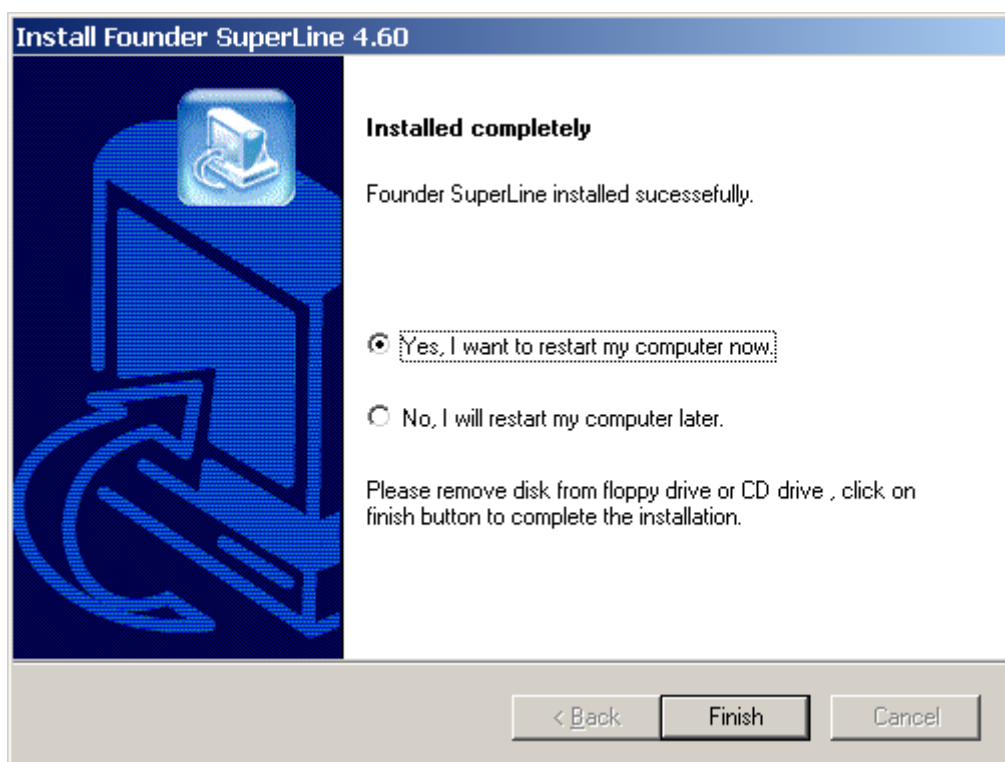 Install Founder SuperLine 4.60
Installed completely
Founder SuperLine installed sucessefully.
Yes, I want to restart my computer now.
No, I will restart my computer later.
Please remove disk from floppy drive or CD drive , click on
finish button to complete the installation.
< Back
Finish
Cancel